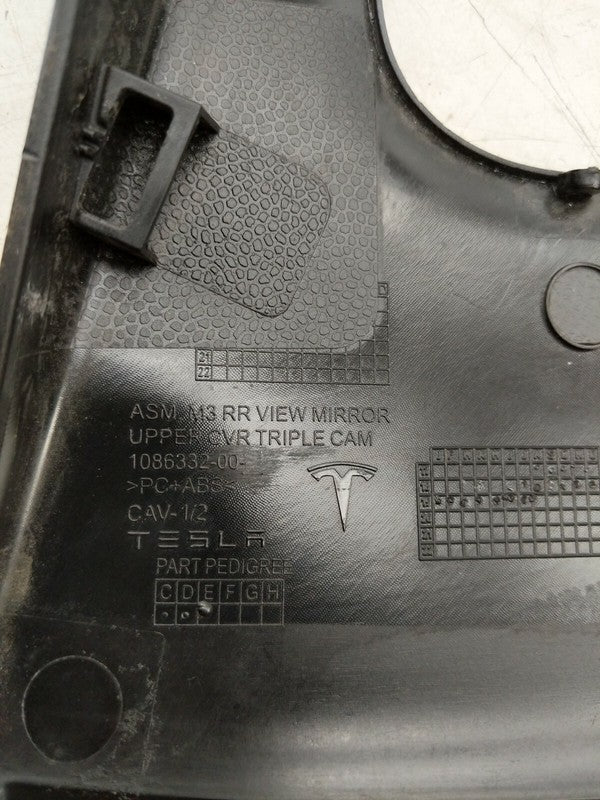 21
22
ASM, M3 RR VIEW MIRROR
UPPER CVR TRIPLE CAM
1086332-00-
>PC+ABS<
CAV-1/2
TESLA
PART PEDIGREE
C D E F G H